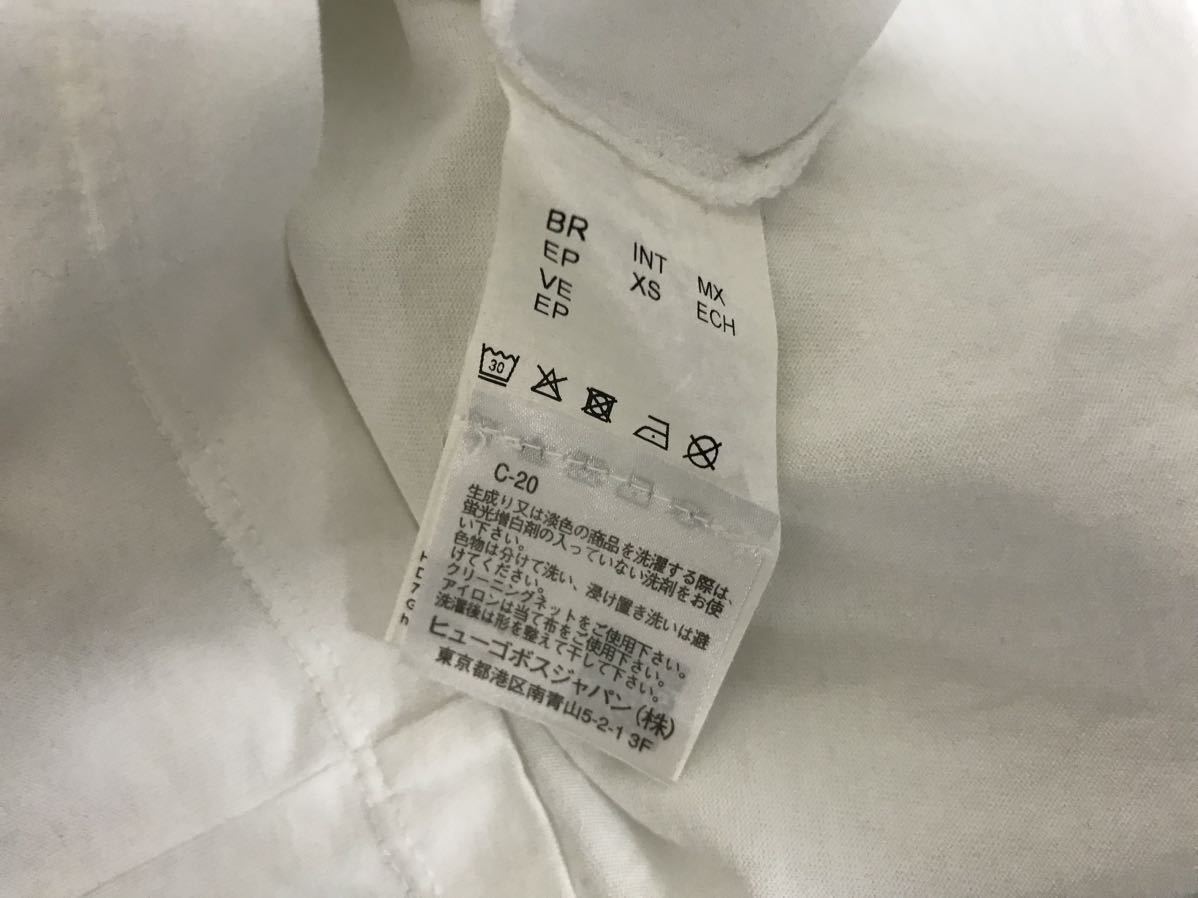 BR
EP
VE
EP
INT
XS
MX
ECH
30
C-20
生成り又は淡色の商品を洗濯する際は、
蛍光増白剤の入っていない洗剤をお使
い下さい。
色物は分けて洗い、浸け置き洗いは避
けてください。
クリーニングネットをご使用下さい。
アイロンは当て布をご使用下さい。
洗濯後は形を整えて干して下さい。
ヒューゴボスジャパン(株)
東京都港区南青山5-2-1 3F